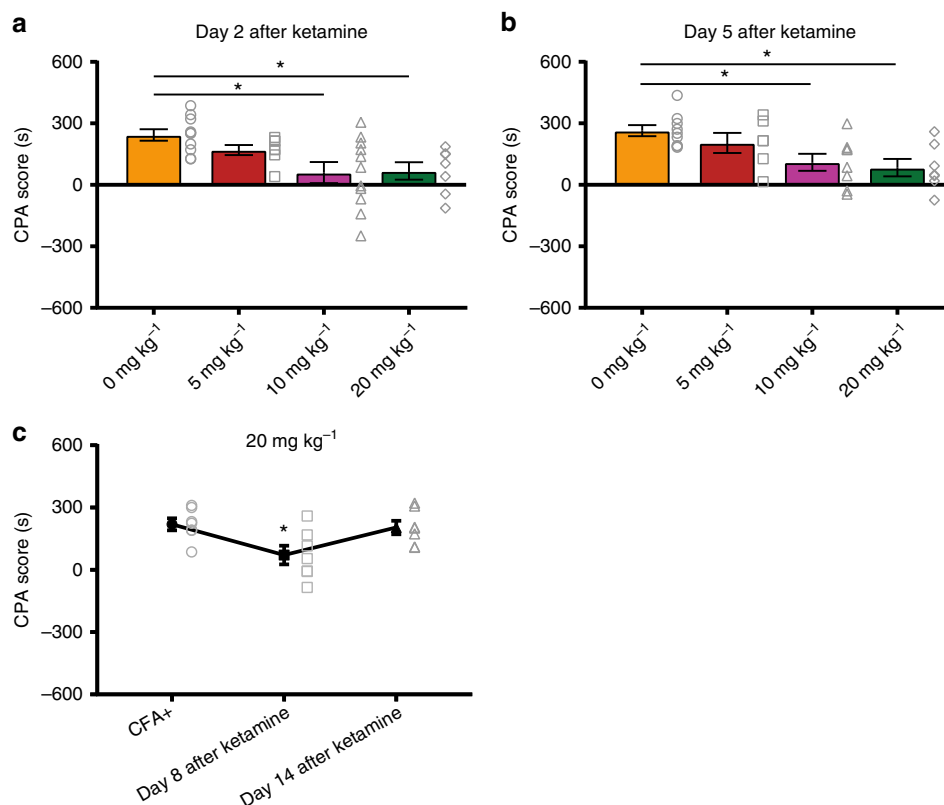 a
Day 2 after ketamine
600
300
0
−300
−600
CPA score (s)
*
*
0 mg kg⁻¹
5 mg kg⁻¹
10 mg kg⁻¹
20 mg kg⁻¹
b
Day 5 after ketamine
600
300
0
−300
−600
CPA score (s)
*
*
0 mg kg⁻¹
5 mg kg⁻¹
10 mg kg⁻¹
20 mg kg⁻¹
c
20 mg kg⁻¹
600
300
0
−300
−600
CPA score (s)
*
CFA+
Day 8 after ketamine
Day 14 after ketamine